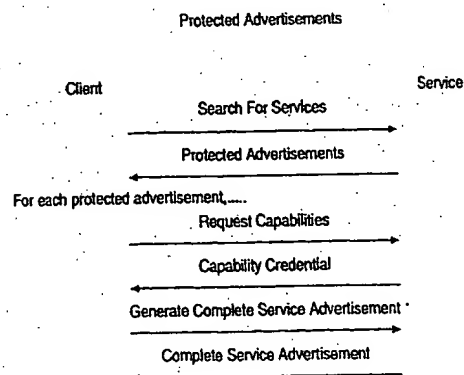 Protected Advertisements
Client
Service
Search For Services
Protected Advertisements
For each protected advertisement,.....
Request Capabilities
Capability Credential
Generate Complete Service Advertisement
Complete Service Advertisement